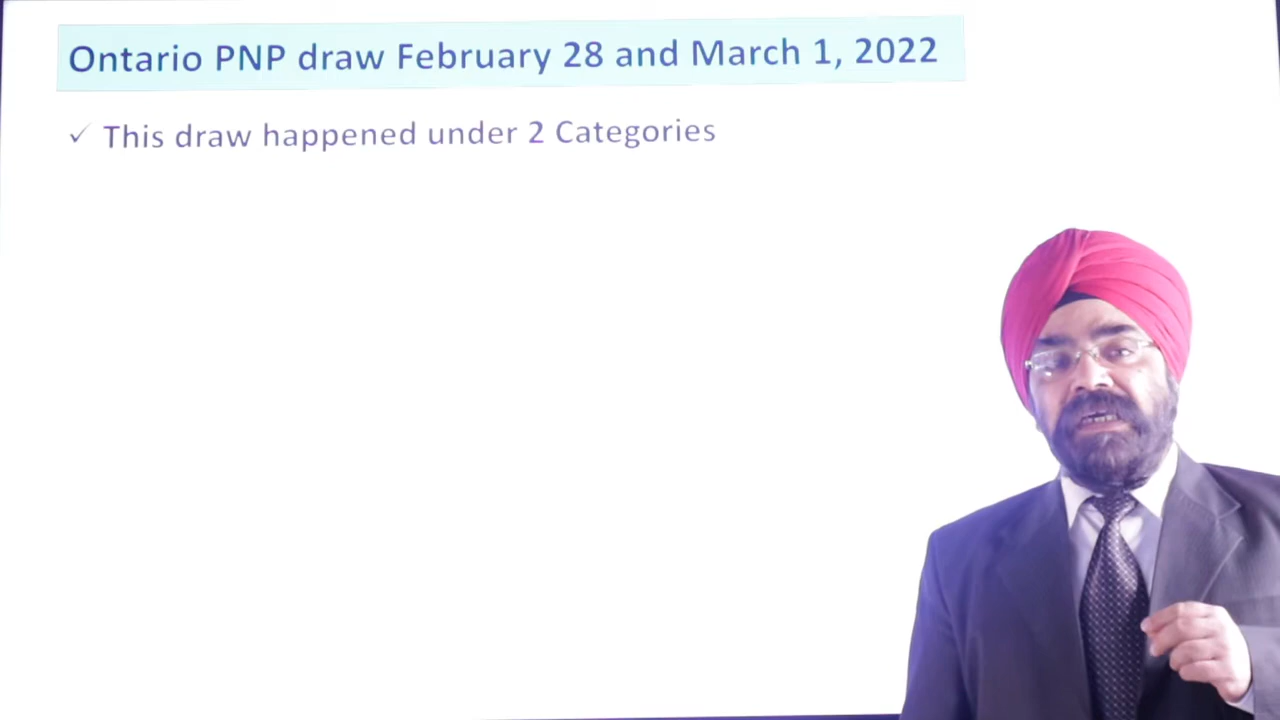 Ontario PNP draw February 28 and March 1, 2022
✓ This draw happened under 2 Categories